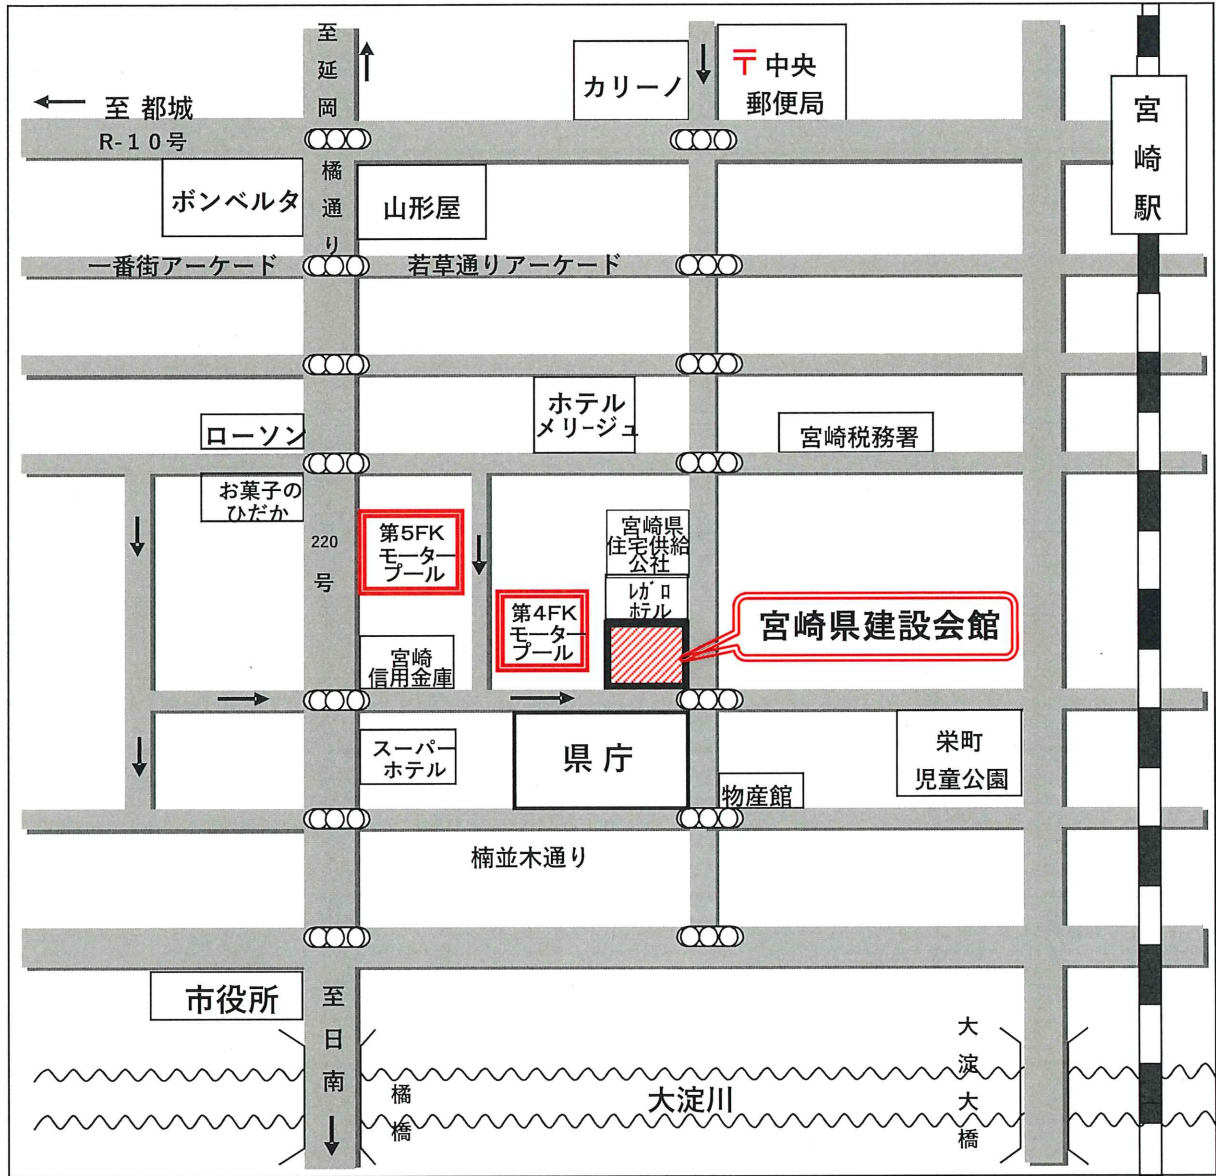 至延岡
カリーノ
〒中央
郵便局
至 都城
R-10号
宮崎駅
橘通り
ボンベルタ
山形屋
一番街アーケード
若草通りアーケード
ホテル
メリージュ
ローソン
宮崎税務署
お菓子の
ひだか
220号
第5FK
モーター
プール
宮崎県
住宅供給
公社
ﾚｶﾞﾛ
ホテル
第4FK
モーター
プール
宮崎県建設会館
宮崎
信用金庫
スーパー
ホテル
県庁
栄町
児童公園
物産館
楠並木通り
市役所
至日南
橘橋
大淀川
大淀大橋